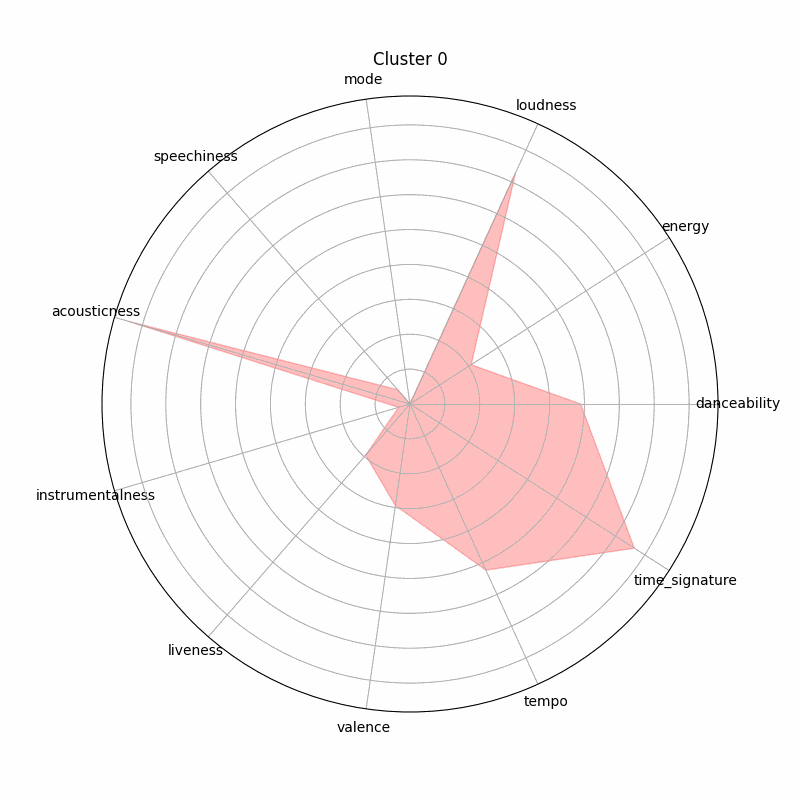 Cluster 0
mode
loudness
speechiness
energy
acousticness
danceability
instrumentalness
time_signature
liveness
tempo
valence